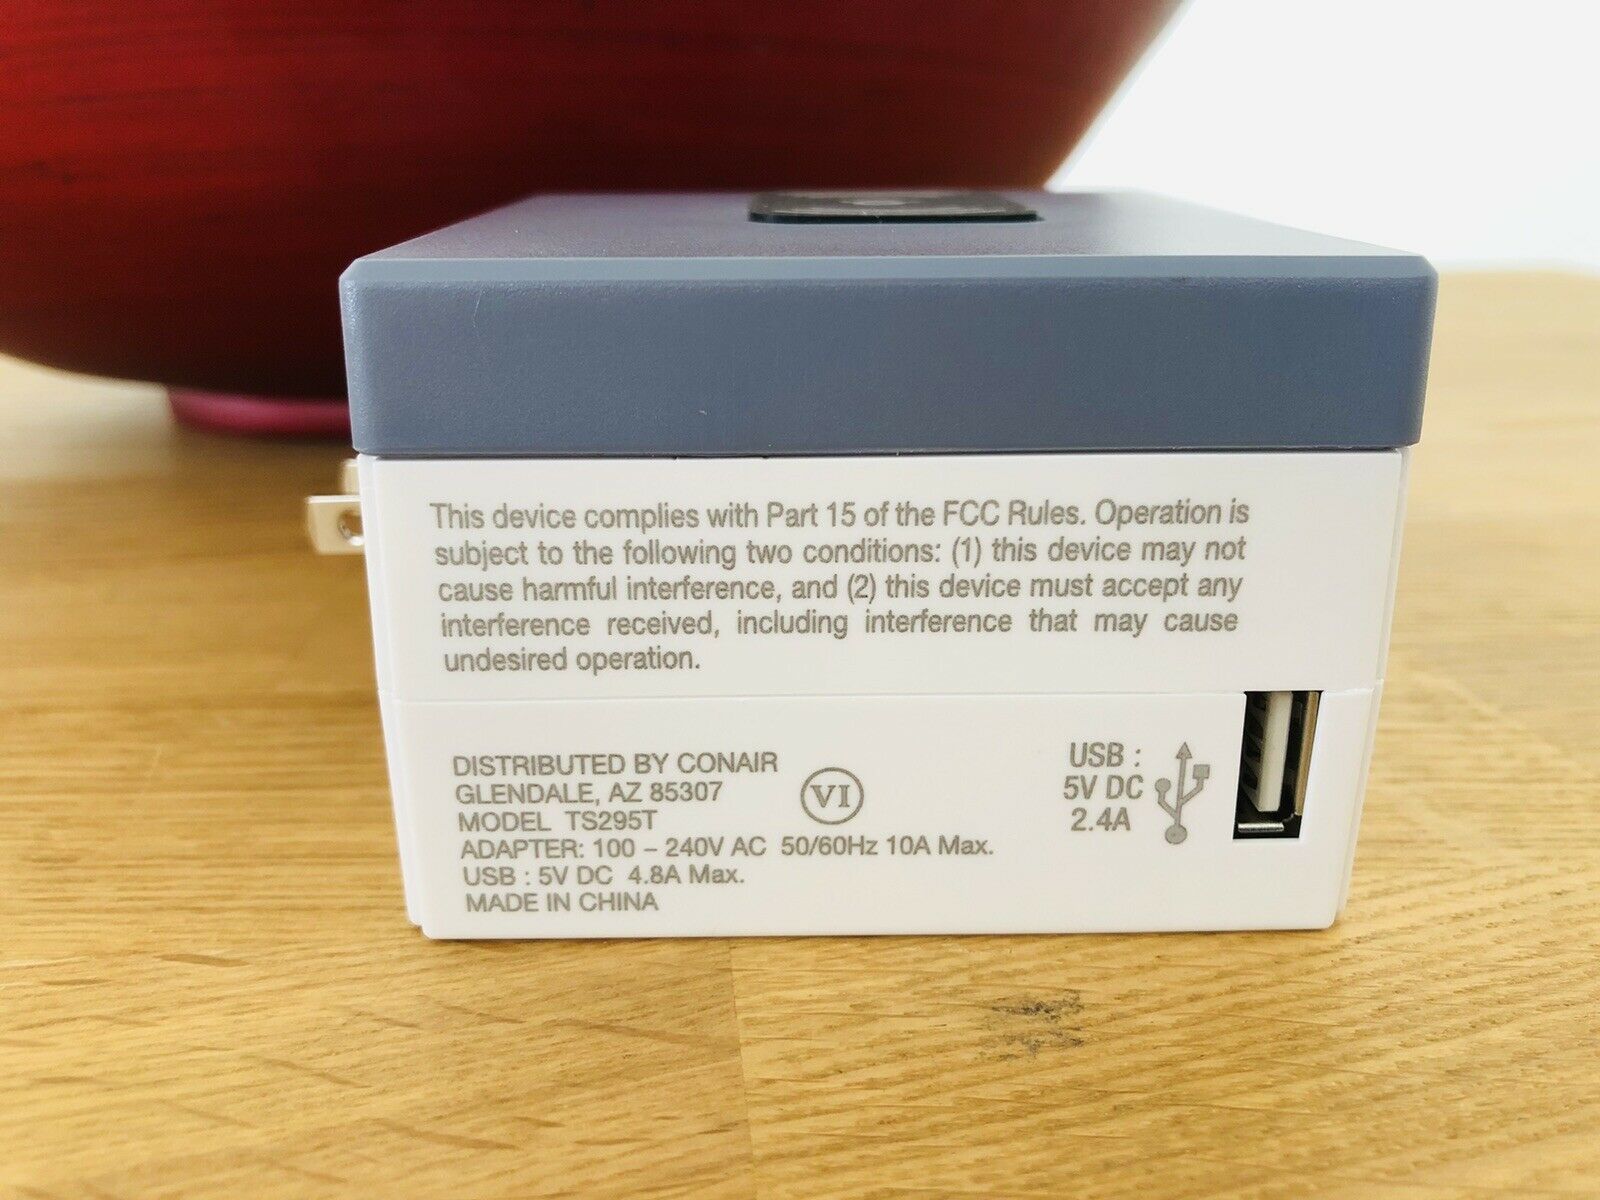 This device complies with Part 15 of the FCC Rules. Operation is
subject to the following two conditions: (1) this device may not
cause harmful interference, and (2) this device must accept any
interference received, including interference that may cause
undesired operation.
DISTRIBUTED BY CONAIR
GLENDALE, AZ 85307
MODEL TS295T
ADAPTER: 100 – 240V AC 50/60Hz 10A Max.
USB : 5V DC 4.8A Max.
MADE IN CHINA
VI
USB :
5V DC
2.4A